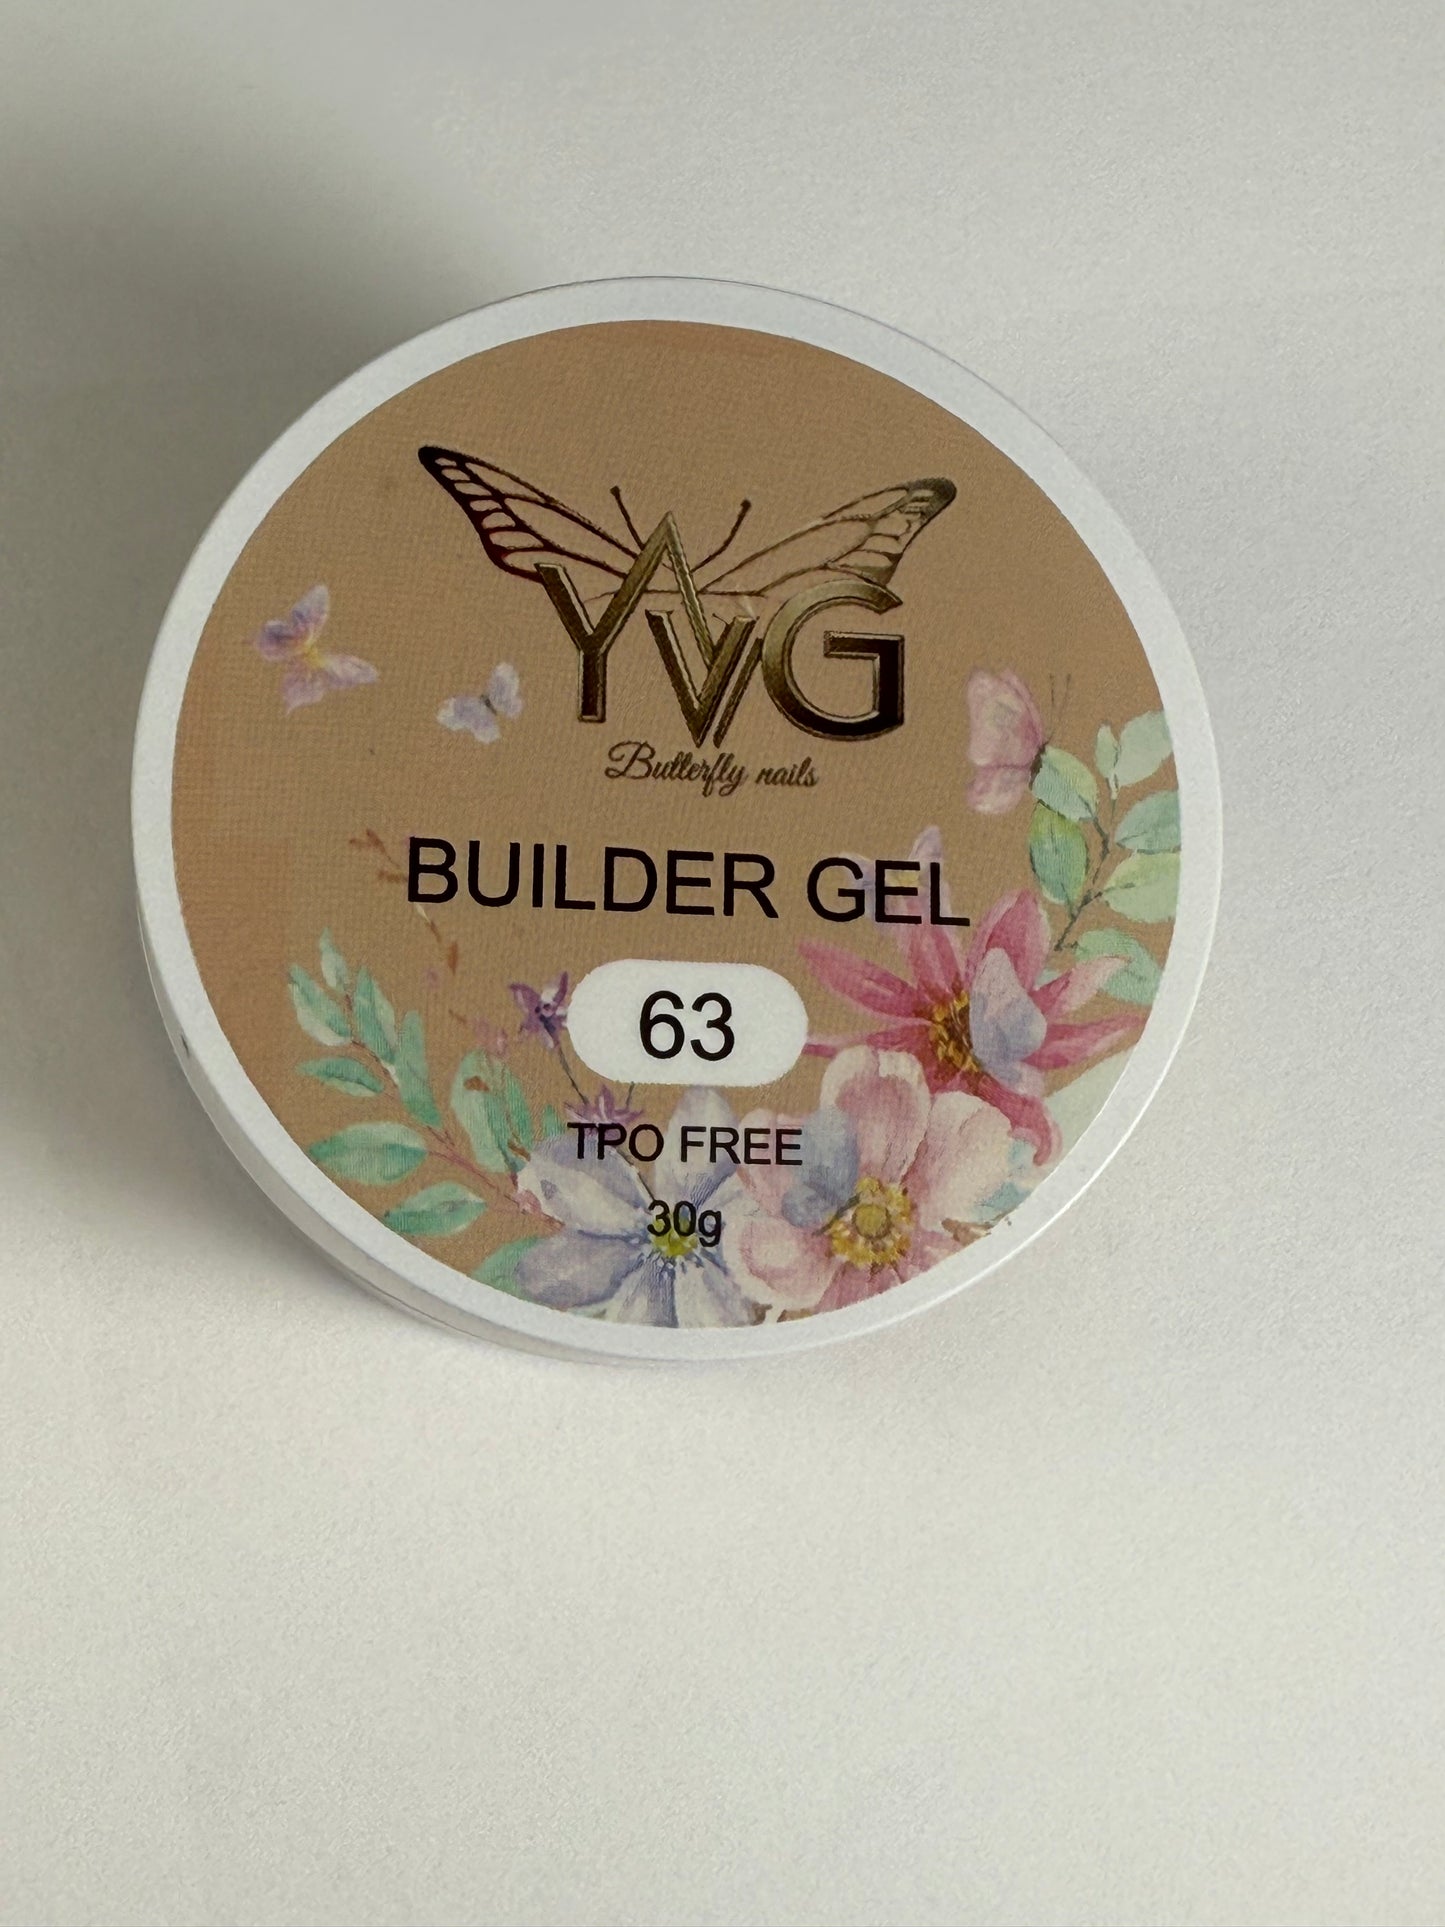 YVG
Butterfly nails
BUILDER GEL
63
TPO FREE
30g